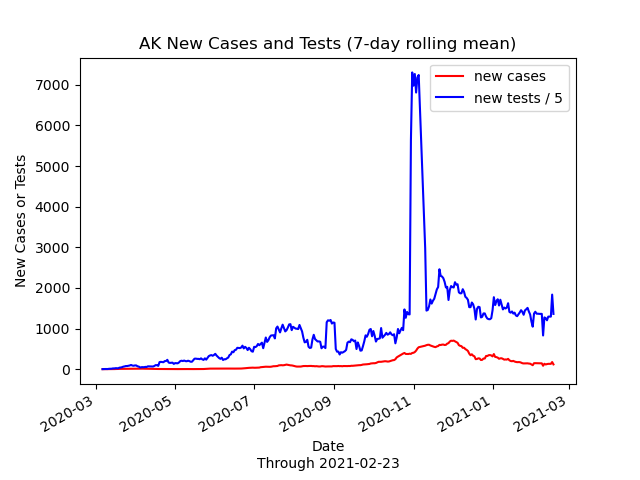 AK New Cases and Tests (7-day rolling mean)
new cases
new tests / 5
New Cases or Tests
7000
6000
5000
4000
3000
2000
1000
0
2020-03
2020-05
2020-07
2020-09
2020-11
2021-01
2021-03
Date
Through 2021-02-23